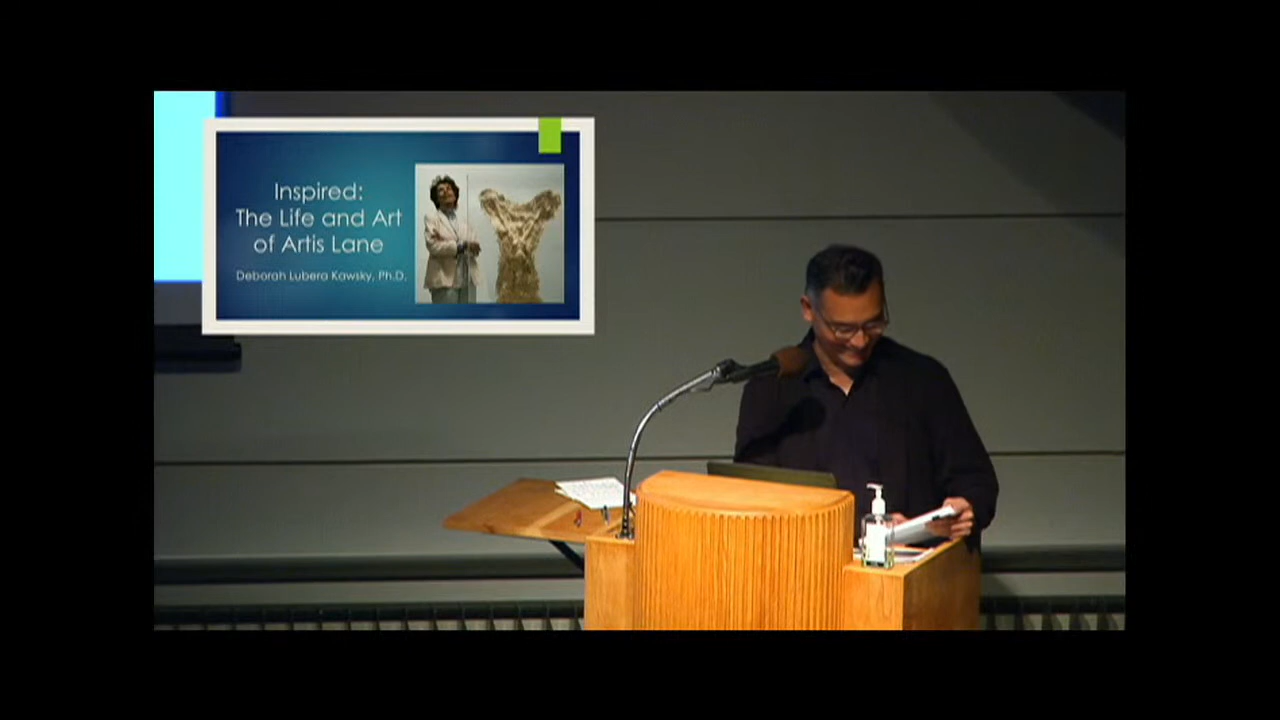 Inspired:
The Life and Art
of Artis Lane
Deborah Lubera Kawsky, Ph.D.